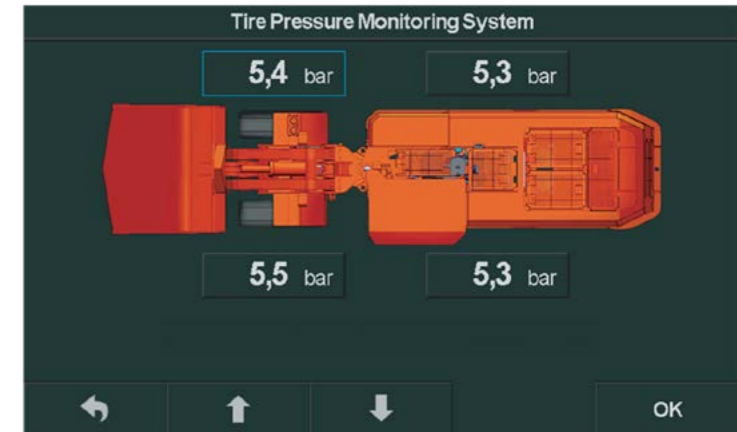 Tire Pressure Monitoring System
5,4 bar
5,3 bar
5,5 bar
5,3 bar
OK